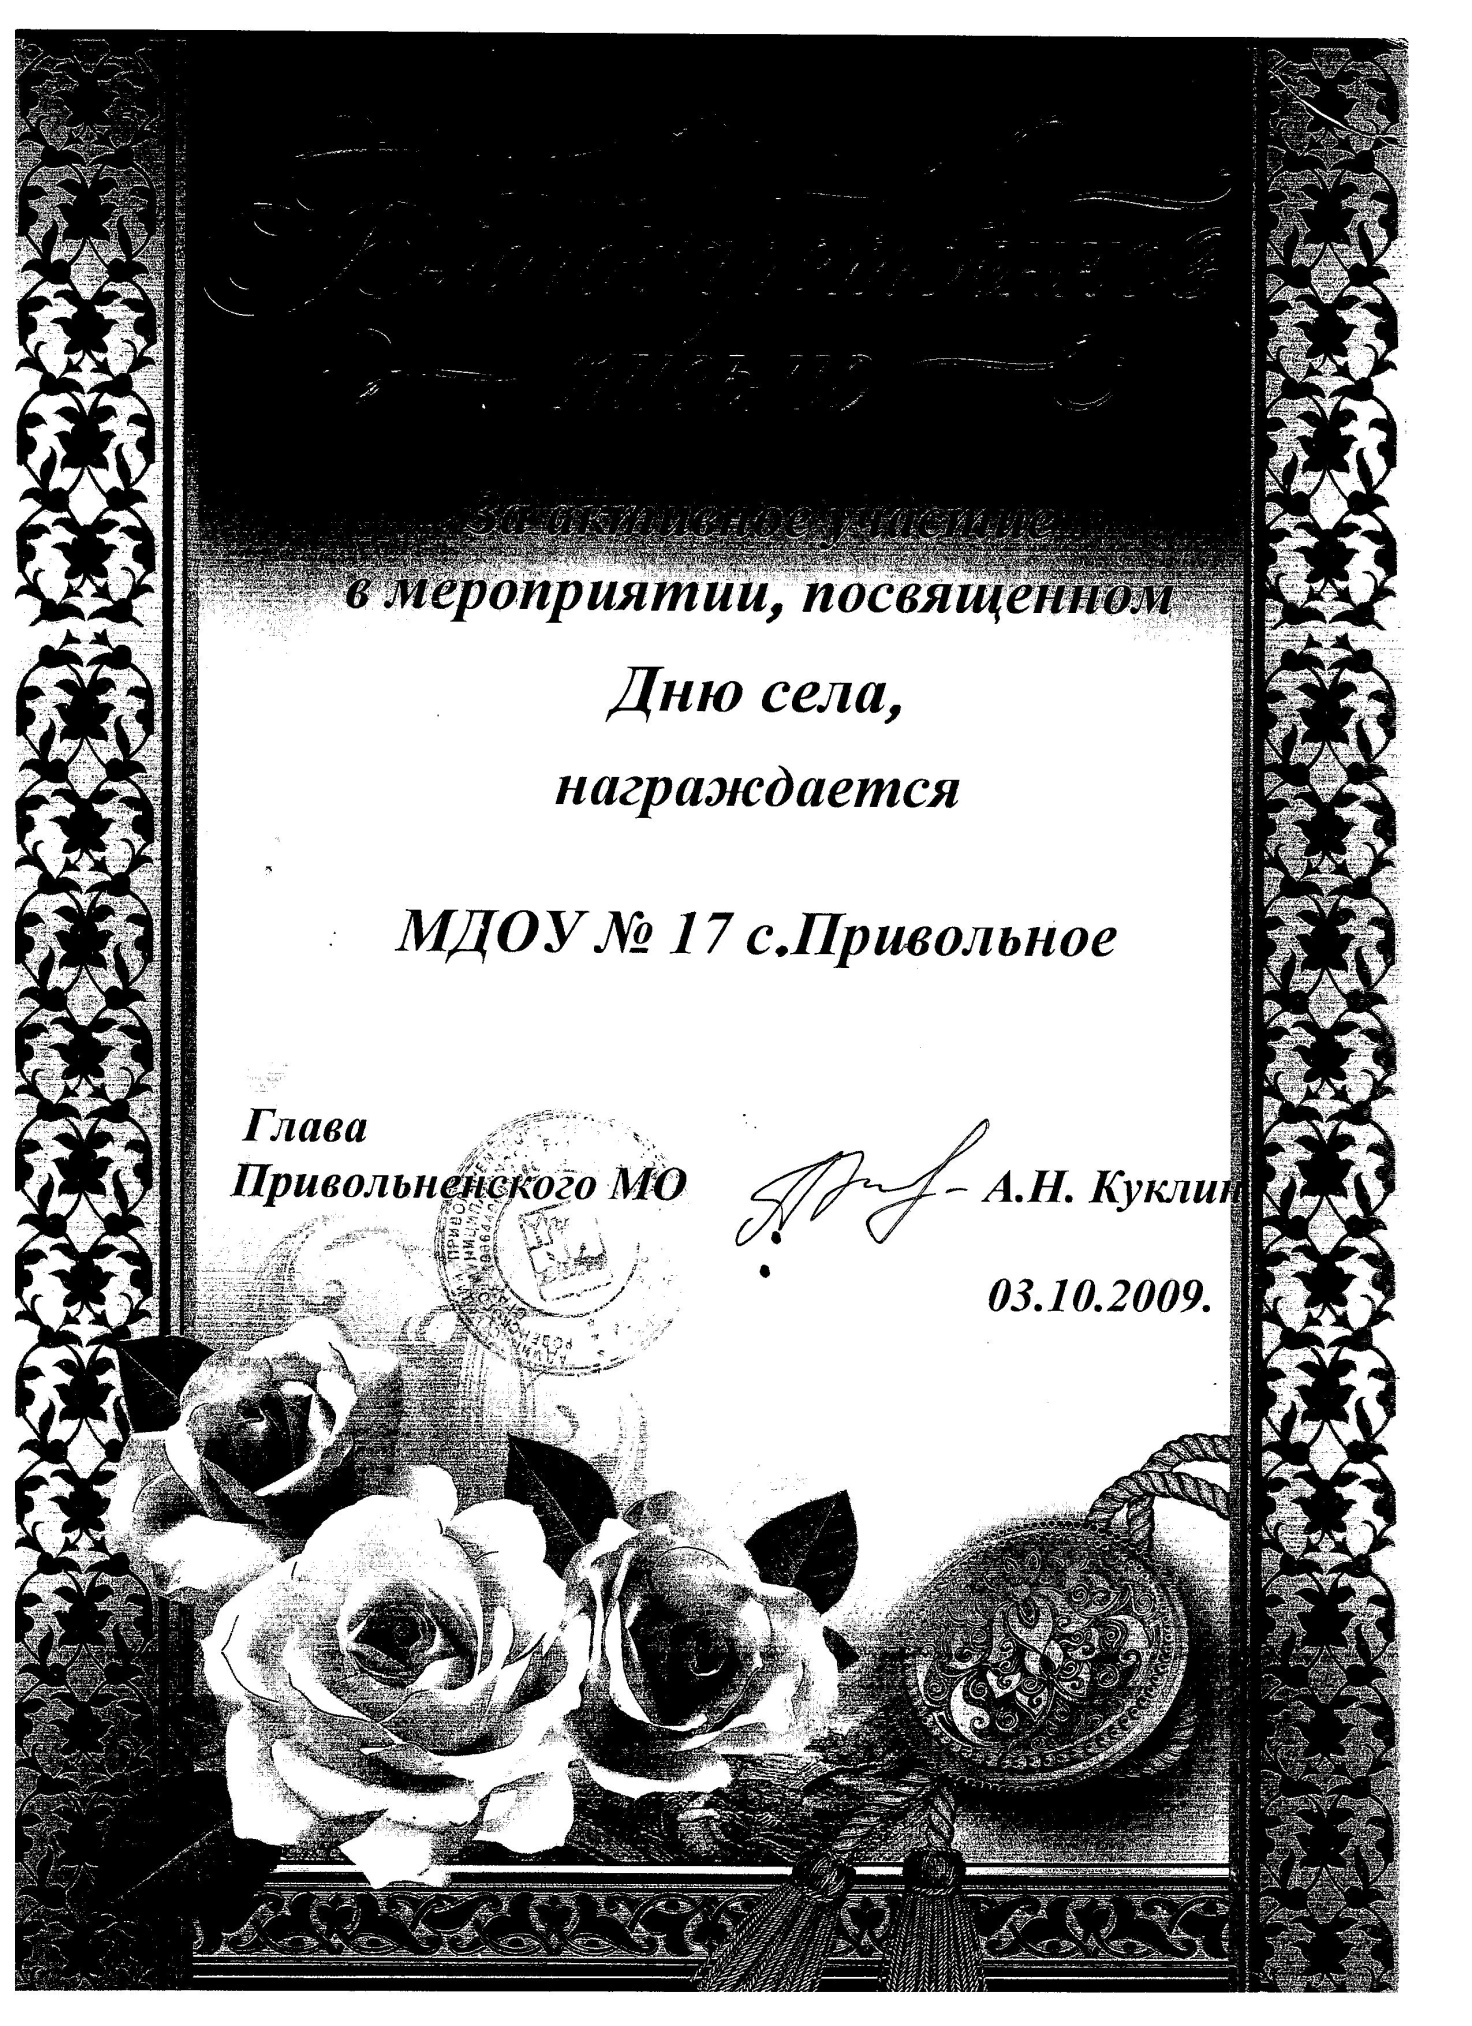 Благодарственное
письмо
За активное участие
в мероприятии, посвященном
Дню села,
награждается
МДОУ № 17 с.Привольное
Глава
Привольненского МО
А.Н. Куклин
03.10.2009.